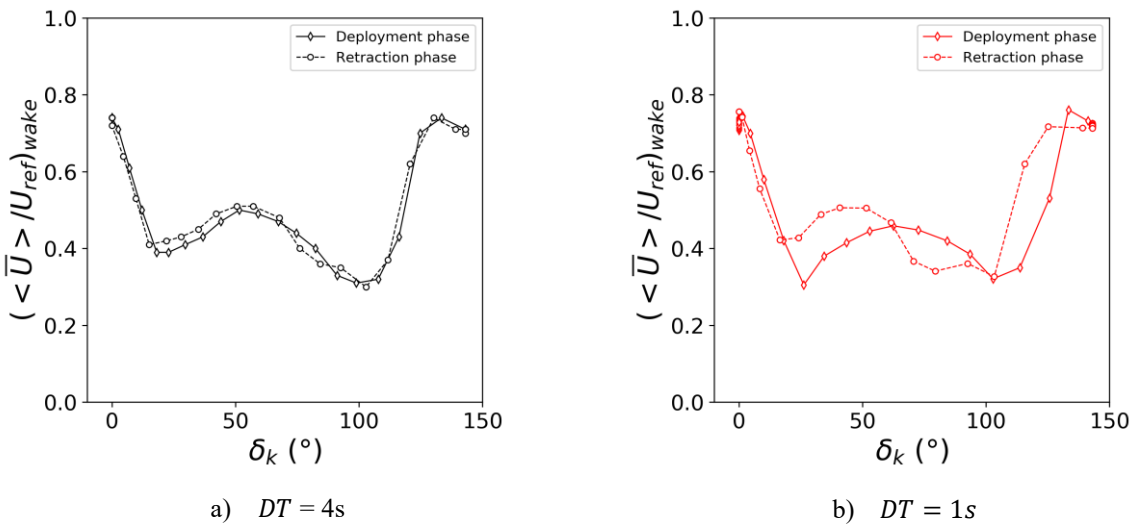 1.0
0.8
0.6
0.4
0.2
0.0
(< U̅ > /U_ref)_wake
Deployment phase
Retraction phase
0 50 100 150
δ_k (°)
a) DT = 4s
1.0
0.8
0.6
0.4
0.2
0.0
(< U̅ > /U_ref)_wake
Deployment phase
Retraction phase
0 50 100 150
δ_k (°)
b) DT = 1s